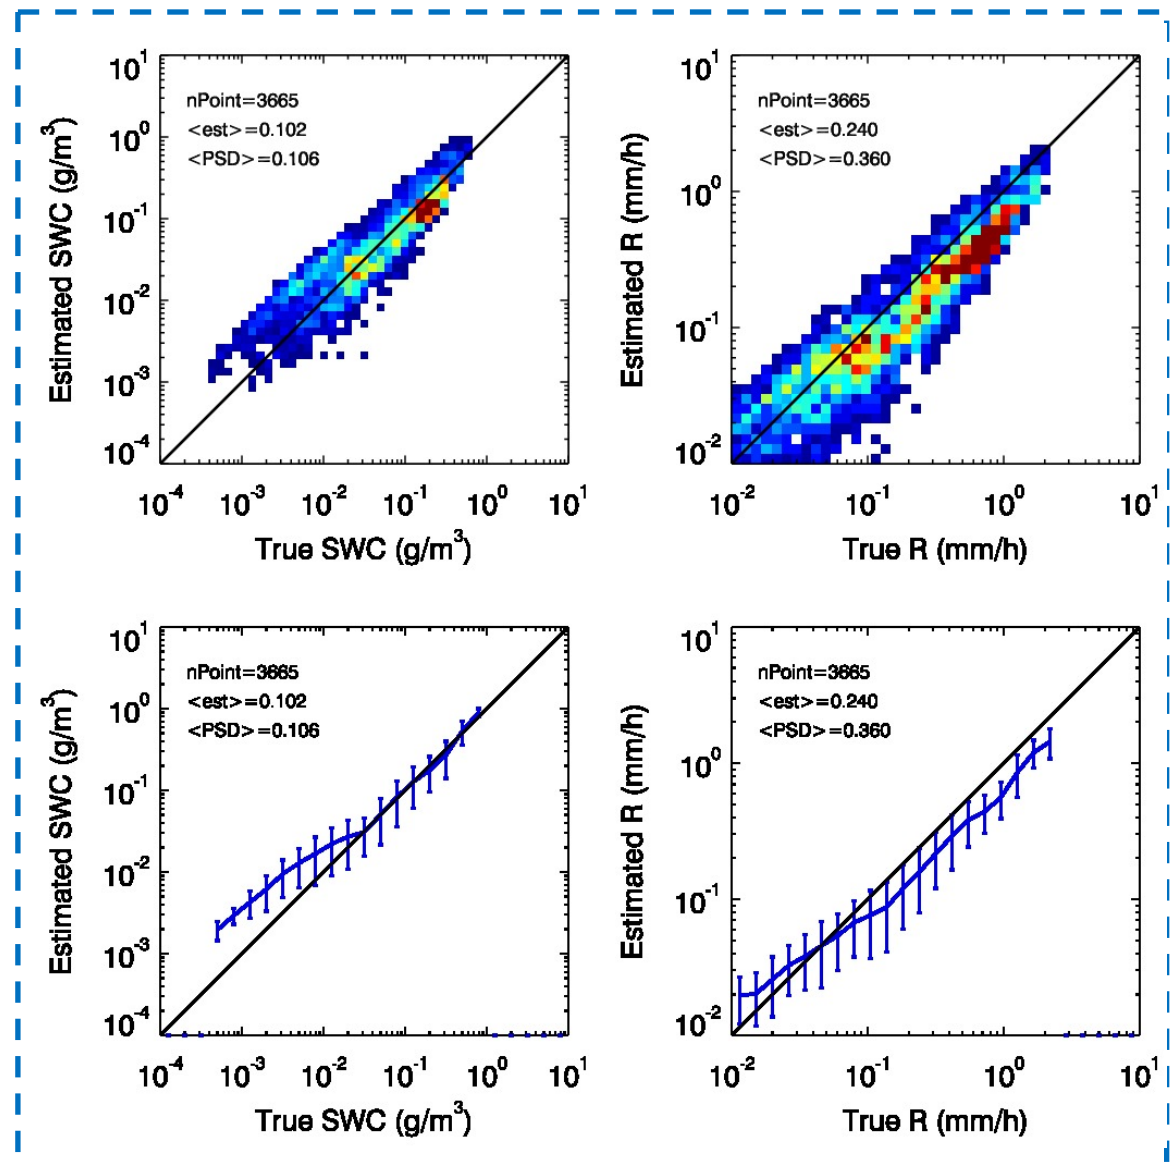 10^1
10^0
10^-1
10^-2
10^-3
10^-4
Estimated SWC (g/m^3)
nPoint=3665
<est>=0.102
<PSD>=0.106
10^-4 10^-3 10^-2 10^-1 10^0 10^1
True SWC (g/m^3)
10^1
10^0
10^-1
10^-2
Estimated R (mm/h)
nPoint=3665
<est>=0.240
<PSD>=0.360
10^-2 10^-1 10^0 10^1
True R (mm/h)
10^1
10^0
10^-1
10^-2
10^-3
10^-4
Estimated SWC (g/m^3)
nPoint=3665
<est>=0.102
<PSD>=0.106
10^-4 10^-3 10^-2 10^-1 10^0 10^1
True SWC (g/m^3)
10^1
10^0
10^-1
10^-2
Estimated R (mm/h)
nPoint=3665
<est>=0.240
<PSD>=0.360
10^-2 10^-1 10^0 10^1
True R (mm/h)